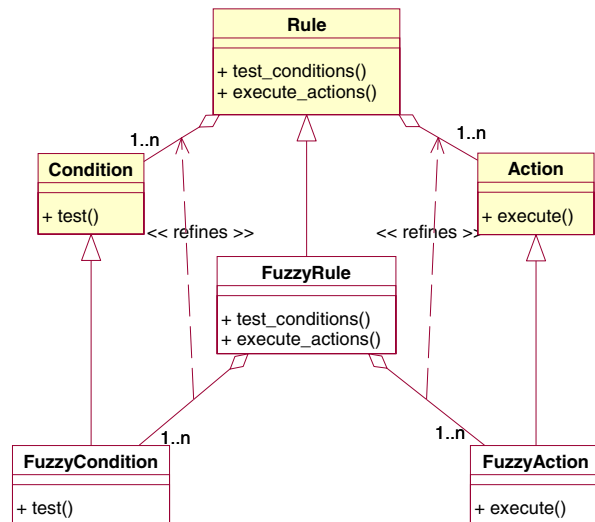 Rule
+ test_conditions()
+ execute_actions()
1..n
1..n
Condition
+ test()
Action
+ execute()
<< refines >>
<< refines >>
FuzzyRule
+ test_conditions()
+ execute_actions()
1..n
1..n
FuzzyCondition
+ test()
FuzzyAction
+ execute()